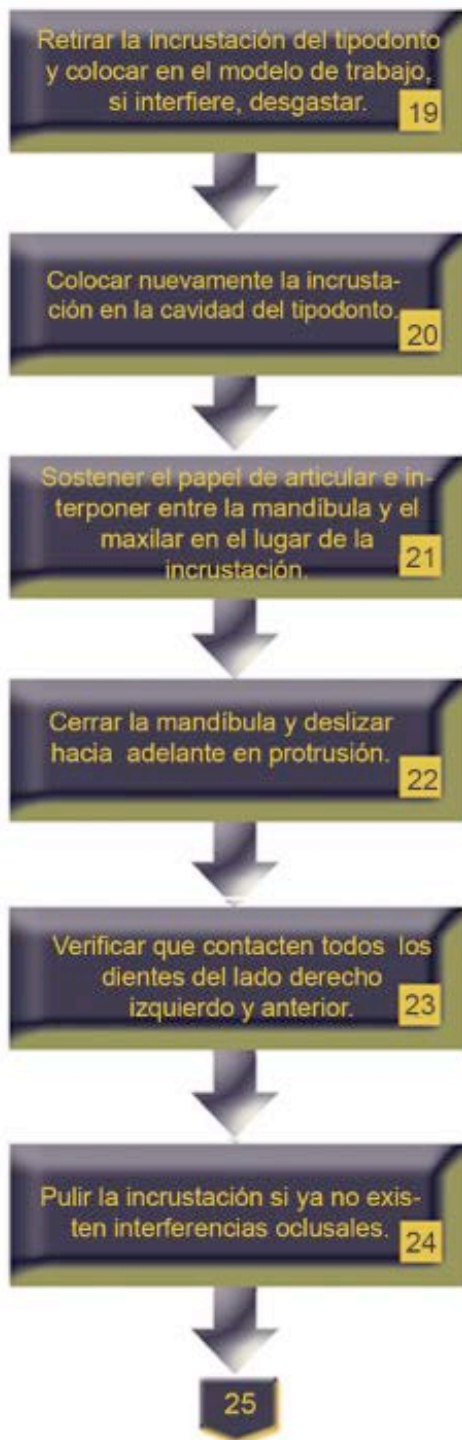 Retirar la incrustación del tipodonto
y colocar en el modelo de trabajo,
si interfiere, desgastar.
19
Colocar nuevamente la incrusta-
ción en la cavidad del tipodonto.
20
Sostener el papel de articular e in-
terponer entre la mandíbula y el
maxilar en el lugar de la
incrustación.
21
Cerrar la mandíbula y deslizar
hacia adelante en protrusión.
22
Verificar que contacten todos los
dientes del lado derecho
izquierdo y anterior.
23
Pulir la incrustación si ya no exis-
ten interferencias oclusales.
24
25